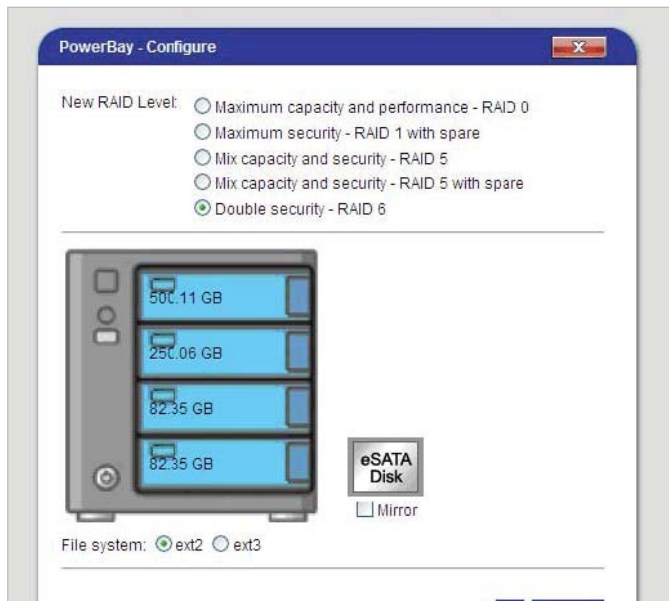 PowerBay - Configure
X
New RAID Level:
Maximum capacity and performance - RAID 0
Maximum security - RAID 1 with spare
Mix capacity and security - RAID 5
Mix capacity and security - RAID 5 with spare
Double security - RAID 6
500.11 GB
250.06 GB
82.35 GB
82.35 GB
eSATA
Disk
Mirror
File system: ext2 ext3